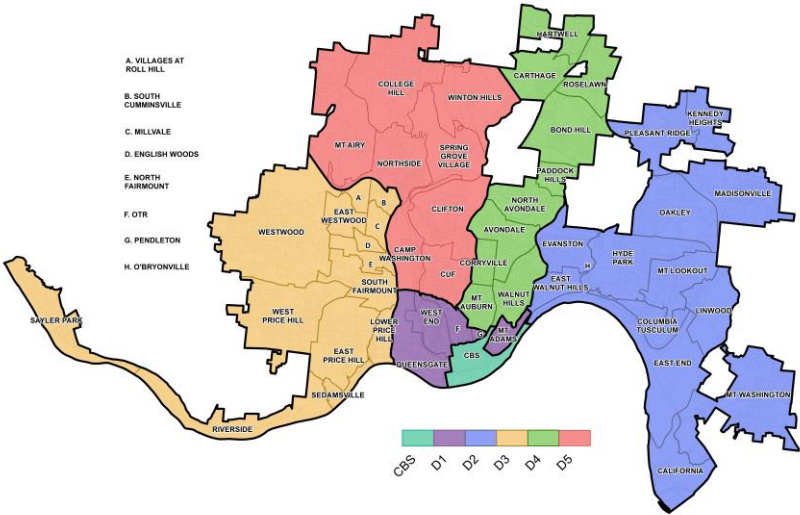 A. VILLAGES AT
ROLL HILL
B. SOUTH
CUMMINSVILLE
C. MILLVALE
D. ENGLISH WOODS
E. NORTH
FAIRMOUNT
F. OTR
G. PENDLETON
H. O'BRYONVILLE
HARTWELL
CARTHAGE
ROSELAWN
COLLEGE
HILL
WINTON HILLS
BOND HILL
KENNEDY
HEIGHTS
PLEASANT RIDGE
MT AIRY
NORTHSIDE
SPRING
GROVE
VILLAGE
PADDOCK
HILLS
MADISONVILLE
A
B
EAST
WESTWOOD
C
D
E
WESTWOOD
CLIFTON
NORTH
AVONDALE
AVONDALE
OAKLEY
EVANSTON
HYDE
PARK
H
CAMP
WASHINGTON
CORRYVILLE
CUF
MT LOOKOUT
SOUTH
FAIRMOUNT
EAST
WALNUT HILLS
WALNUT
HILLS
MT
AUBURN
SAYLER PARK
WEST
PRICE HILL
LOWER
PRICE
HILL
WEST
END
F
G
MT
ADAMS
LINWOOD
COLUMBIA
TUSCULUM
EAST
PRICE HILL
QUEENSGATE
CBS
EAST END
SEDAMSVILLE
MT WASHINGTON
RIVERSIDE
CALIFORNIA
CBS
D1
D2
D3
D4
D5